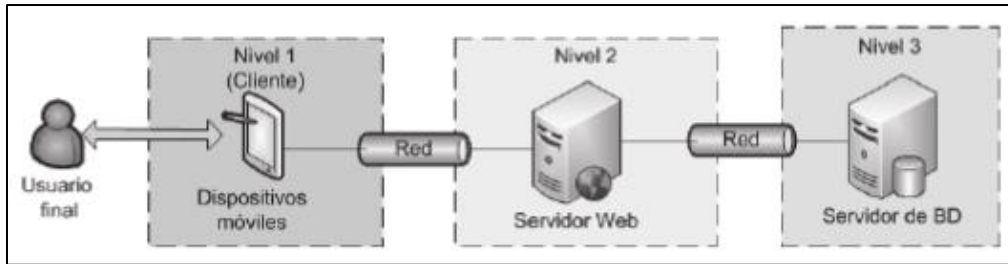 Nivel 1
(Cliente)
Nivel 2
Nivel 3
Red
Red
Usuario
final
Dispositivos
móviles
Servidor Web
Servidor de BD